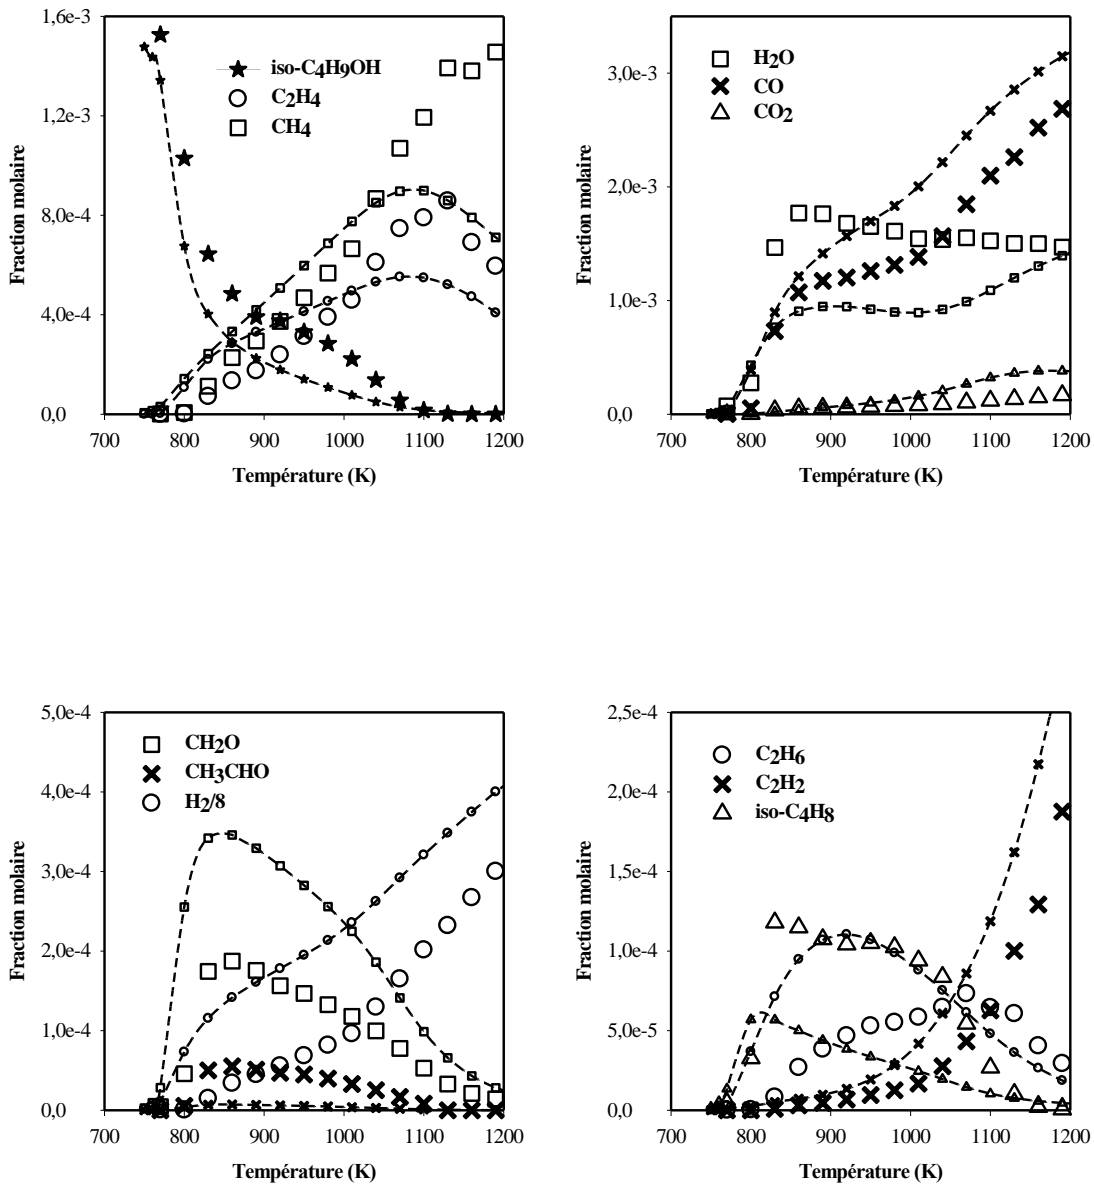 1,6e-3
1,2e-3
8,0e-4
4,0e-4
0,0
Fraction molaire
iso-C4H9OH
C2H4
CH4
700 800 900 1000 1100 1200
Température (K)
3,0e-3
2,0e-3
1,0e-3
0,0
Fraction molaire
H2O
CO
CO2
700 800 900 1000 1100 1200
Température (K)
5,0e-4
4,0e-4
3,0e-4
2,0e-4
1,0e-4
0,0
Fraction molaire
CH2O
CH3CHO
H2/8
700 800 900 1000 1100 1200
Température (K)
2,5e-4
2,0e-4
1,5e-4
1,0e-4
5,0e-5
0,0
Fraction molaire
C2H6
C2H2
iso-C4H8
700 800 900 1000 1100 1200
Température (K)